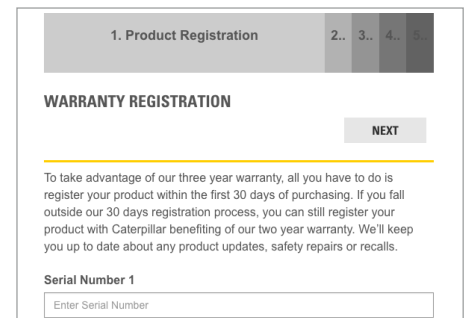 1. Product Registration 2.. 3.. 4.. 5..
WARRANTY REGISTRATION
NEXT
To take advantage of our three year warranty, all you have to do is
register your product within the first 30 days of purchasing. If you fall
outside our 30 days registration process, you can still register your
product with Caterpillar benefiting of our two year warranty. We’ll keep
you up to date about any product updates, safety repairs or recalls.
Serial Number 1
Enter Serial Number